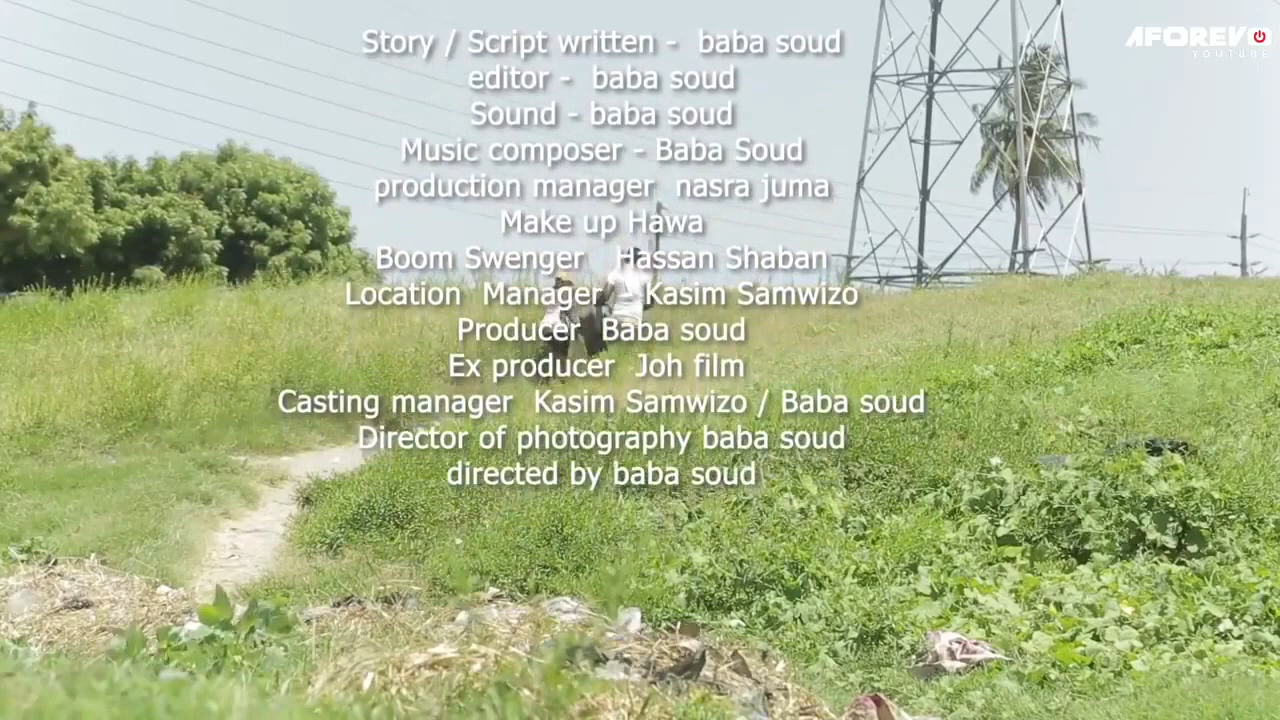 AFOREVO
YOUTUBE
Story / Script written - baba soud
editor - baba soud
Sound - baba soud
Music composer - Baba Soud
production manager nasra juma
Make up Hawa
Boom Swenger Hassan Shaban
Location Manager - Kasim Samwizo
Producer Baba soud
Ex producer Joh film
Casting manager Kasim Samwizo / Baba soud
Director of photography baba soud
directed by baba soud